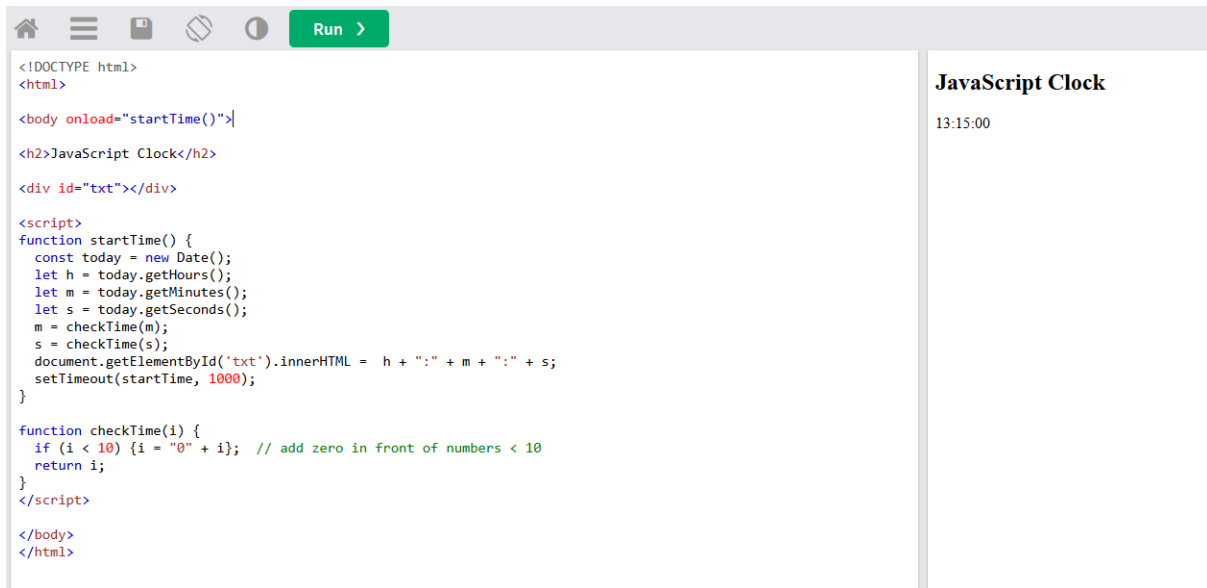 Run ❯
<!DOCTYPE html>
<html>
<body onload="startTime()">
<h2>JavaScript Clock</h2>
<div id="txt"></div>
<script>
function startTime() {
  const today = new Date();
  let h = today.getHours();
  let m = today.getMinutes();
  let s = today.getSeconds();
  m = checkTime(m);
  s = checkTime(s);
  document.getElementById('txt').innerHTML =  h + ":" + m + ":" + s;
  setTimeout(startTime, 1000);
}
function checkTime(i) {
  if (i < 10) {i = "0" + i};  // add zero in front of numbers < 10
  return i;
}
</script>
</body>
</html>
JavaScript Clock
13:15:00